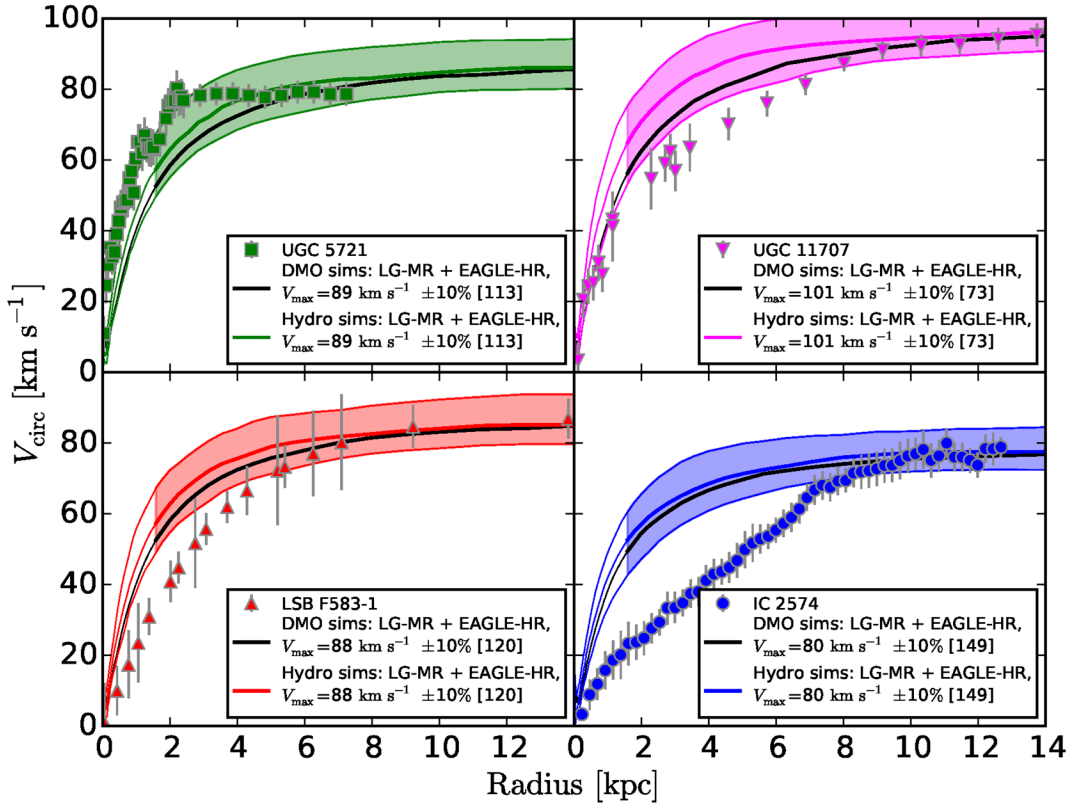 100
80
60
40
20
0
UGC 5721
DMO sims: LG-MR + EAGLE-HR,
V_max=89 km s⁻¹ ±10% [113]
Hydro sims: LG-MR + EAGLE-HR,
V_max=89 km s⁻¹ ±10% [113]
UGC 11707
DMO sims: LG-MR + EAGLE-HR,
V_max=101 km s⁻¹ ±10% [73]
Hydro sims: LG-MR + EAGLE-HR,
V_max=101 km s⁻¹ ±10% [73]
V_circ [km s⁻¹]
80
60
40
20
0
LSB F583-1
DMO sims: LG-MR + EAGLE-HR,
V_max=88 km s⁻¹ ±10% [120]
Hydro sims: LG-MR + EAGLE-HR,
V_max=88 km s⁻¹ ±10% [120]
IC 2574
DMO sims: LG-MR + EAGLE-HR,
V_max=80 km s⁻¹ ±10% [149]
Hydro sims: LG-MR + EAGLE-HR,
V_max=80 km s⁻¹ ±10% [149]
0 2 4 6 8 10 12 0 2 4 6 8 10 12 14
Radius [kpc]